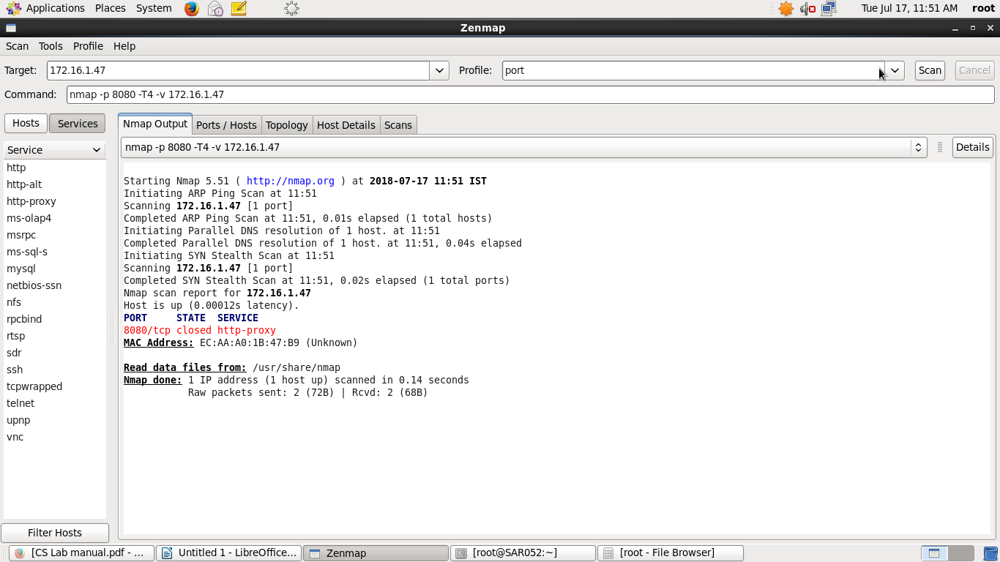 Applications Places System
Tue Jul 17, 11:51 AM root
Zenmap
Scan Tools Profile Help
Target: 172.16.1.47 Profile: port Scan Cancel
Command: nmap -p 8080 -T4 -v 172.16.1.47
Hosts Services
Nmap Output Ports / Hosts Topology Host Details Scans
nmap -p 8080 -T4 -v 172.16.1.47 Details
Service
http
http-alt
http-proxy
ms-olap4
msrpc
ms-sql-s
mysql
netbios-ssn
nfs
rpcbind
rtsp
sdr
ssh
tcpwrapped
telnet
upnp
vnc
Filter Hosts
Starting Nmap 5.51 ( http://nmap.org ) at 2018-07-17 11:51 IST
Initiating ARP Ping Scan at 11:51
Scanning 172.16.1.47 [1 port]
Completed ARP Ping Scan at 11:51, 0.01s elapsed (1 total hosts)
Initiating Parallel DNS resolution of 1 host. at 11:51
Completed Parallel DNS resolution of 1 host. at 11:51, 0.04s elapsed
Initiating SYN Stealth Scan at 11:51
Scanning 172.16.1.47 [1 port]
Completed SYN Stealth Scan at 11:51, 0.02s elapsed (1 total ports)
Nmap scan report for 172.16.1.47
Host is up (0.00012s latency).
PORT     STATE  SERVICE
8080/tcp closed http-proxy
MAC Address: EC:AA:A0:1B:47:B9 (Unknown)
Read data files from: /usr/share/nmap
Nmap done: 1 IP address (1 host up) scanned in 0.14 seconds
Raw packets sent: 2 (72B) | Rcvd: 2 (68B)
[CS Lab manual.pdf - ... Untitled 1 - LibreOffice... Zenmap [root@SAR052:~] [root - File Browser]